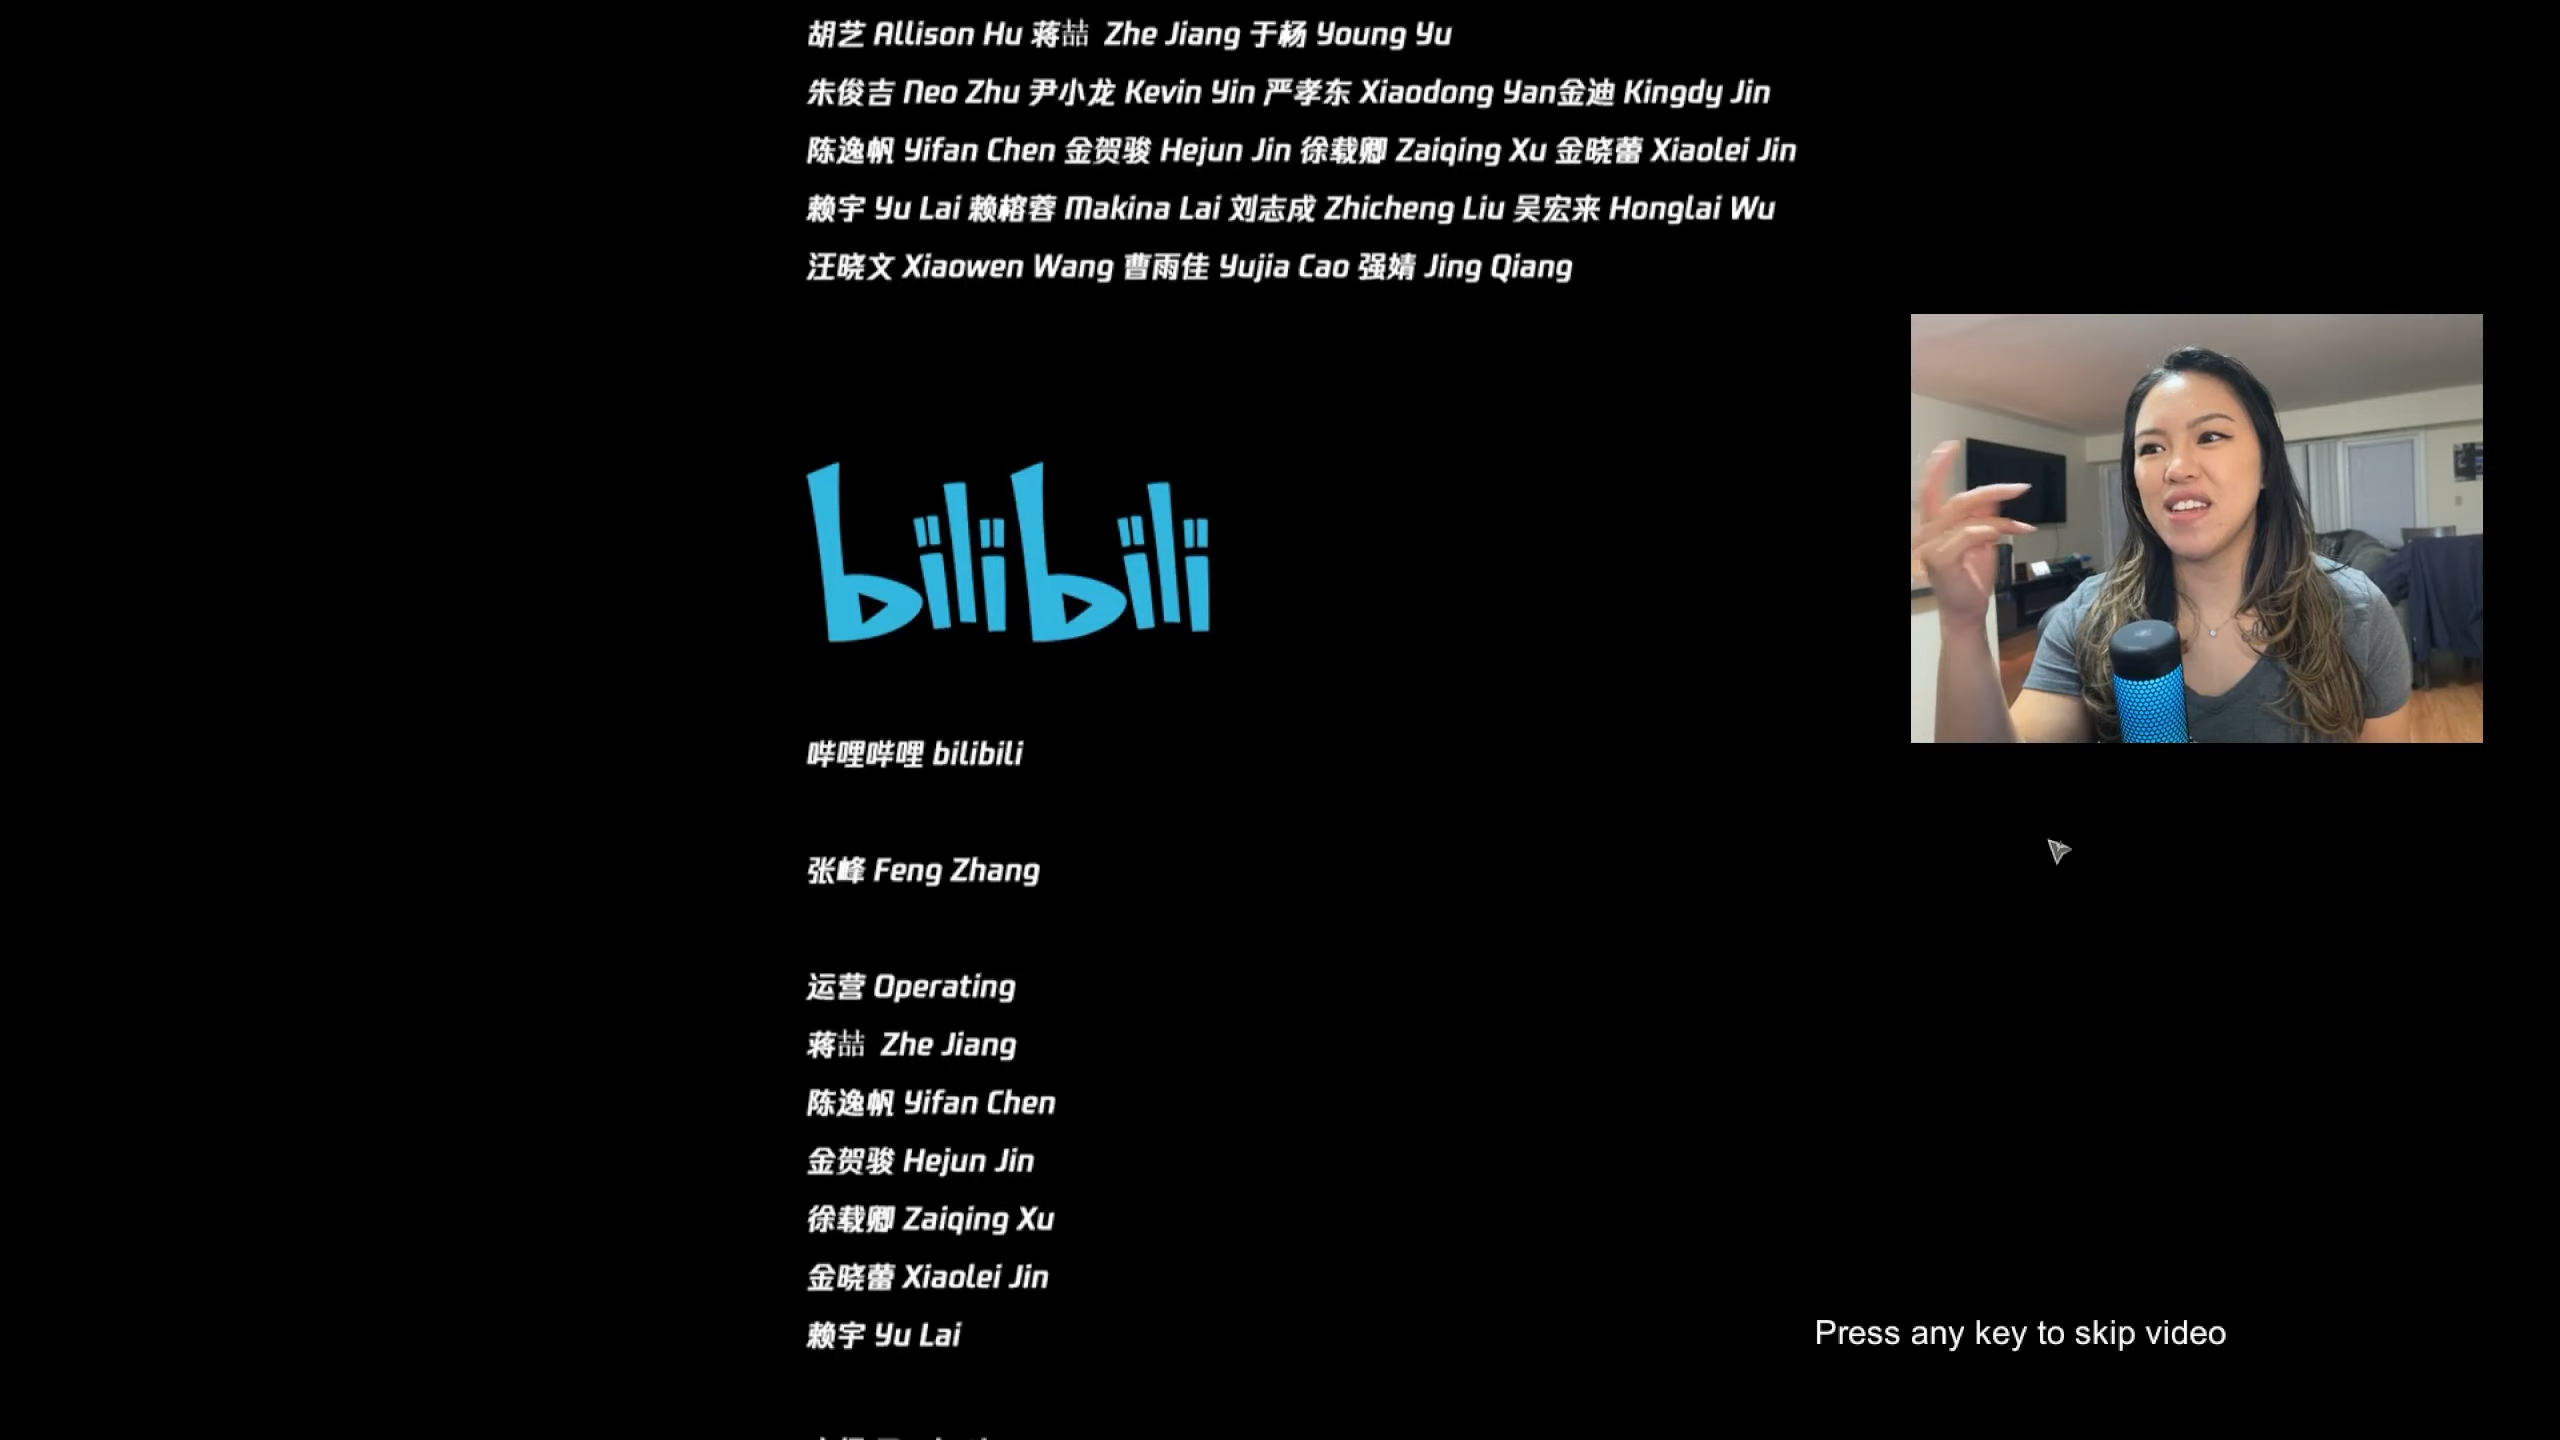 胡艺 Allison Hu 蒋喆 Zhe Jiang 于杨 Young Yu
朱俊吉 Neo Zhu 尹小龙 Kevin Yin 严孝东 Xiaodong Yan金迪 Kingdy Jin
陈逸帆 Yifan Chen 金贺骏 Hejun Jin 徐载卿 Zaiqing Xu 金晓蕾 Xiaolei Jin
赖宇 Yu Lai 赖榕蓉 Makina Lai 刘志成 Zhicheng Liu 吴宏来 Honglai Wu
汪晓文 Xiaowen Wang 曹雨佳 Yujia Cao 强婧 Jing Qiang
bilibili
哔哩哔哩 bilibili
张峰 Feng Zhang
运营 Operating
蒋喆 Zhe Jiang
陈逸帆 Yifan Chen
金贺骏 Hejun Jin
徐载卿 Zaiqing Xu
金晓蕾 Xiaolei Jin
赖宇 Yu Lai
Press any key to skip video